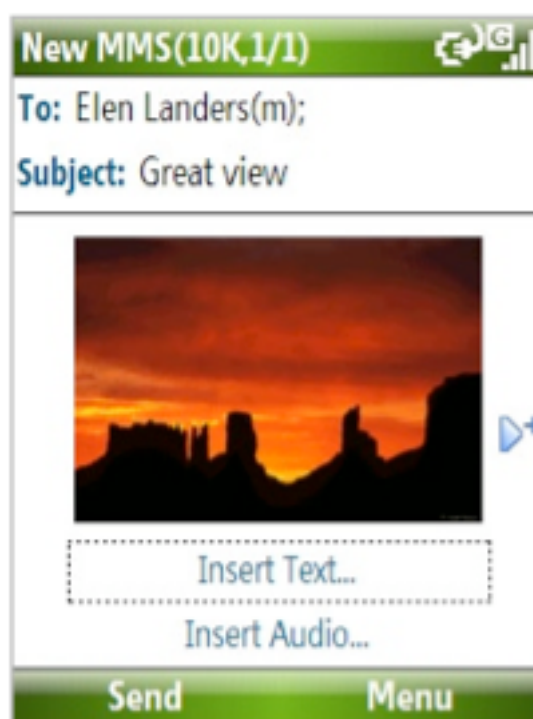 New MMS(10K,1/1) G
To: Elen Landers(m);
Subject: Great view
Insert Text...
Insert Audio...
Send Menu